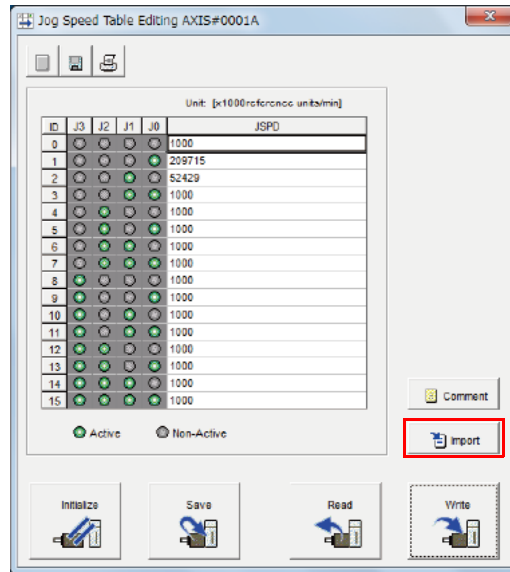 Jog Speed Table Editing AXIS#0001A
Unit: [x1000reference units/min]
ID J3 J2 J1 J0 JSPD
0 1000
1 209715
2 52429
3 1000
4 1000
5 1000
6 1000
7 1000
8 1000
9 1000
10 1000
11 1000
12 1000
13 1000
14 1000
15 1000
Active Non-Active
Comment
Import
Initialize Save Read Write